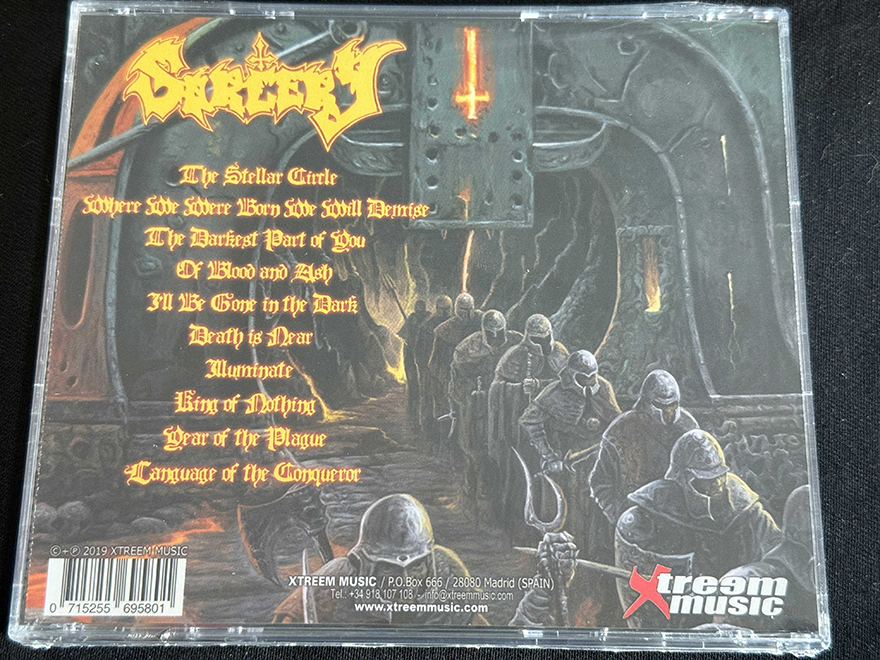 Sorcery
The Stellar Circle
Where We Were Born We Will Demise
The Darkest Part of You
Of Blood and Ash
I'll Be Gone in the Dark
Death is Near
Illuminate
King of Nothing
Year of the Plague
Language of the Conqueror
©+℗ 2019 XTREEM MUSIC
0 715255 695801
XTREEM MUSIC / P.O.Box 666 / 28080 Madrid (SPAIN)
Tel.: +34 918 107 108 - info@xtreemmusic.com
www.xtreemmusic.com
Xtreem
music